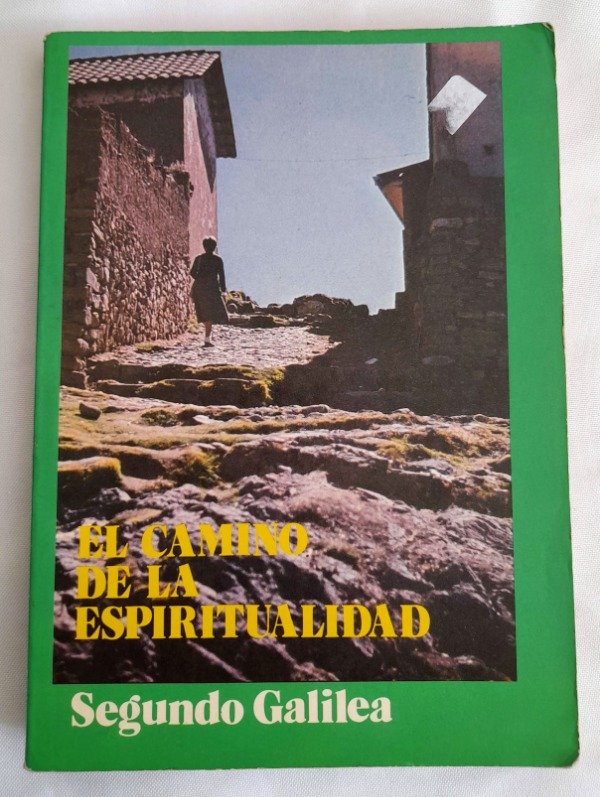 EL CAMINO
DE LA
ESPIRITUALIDAD
Segundo Galilea